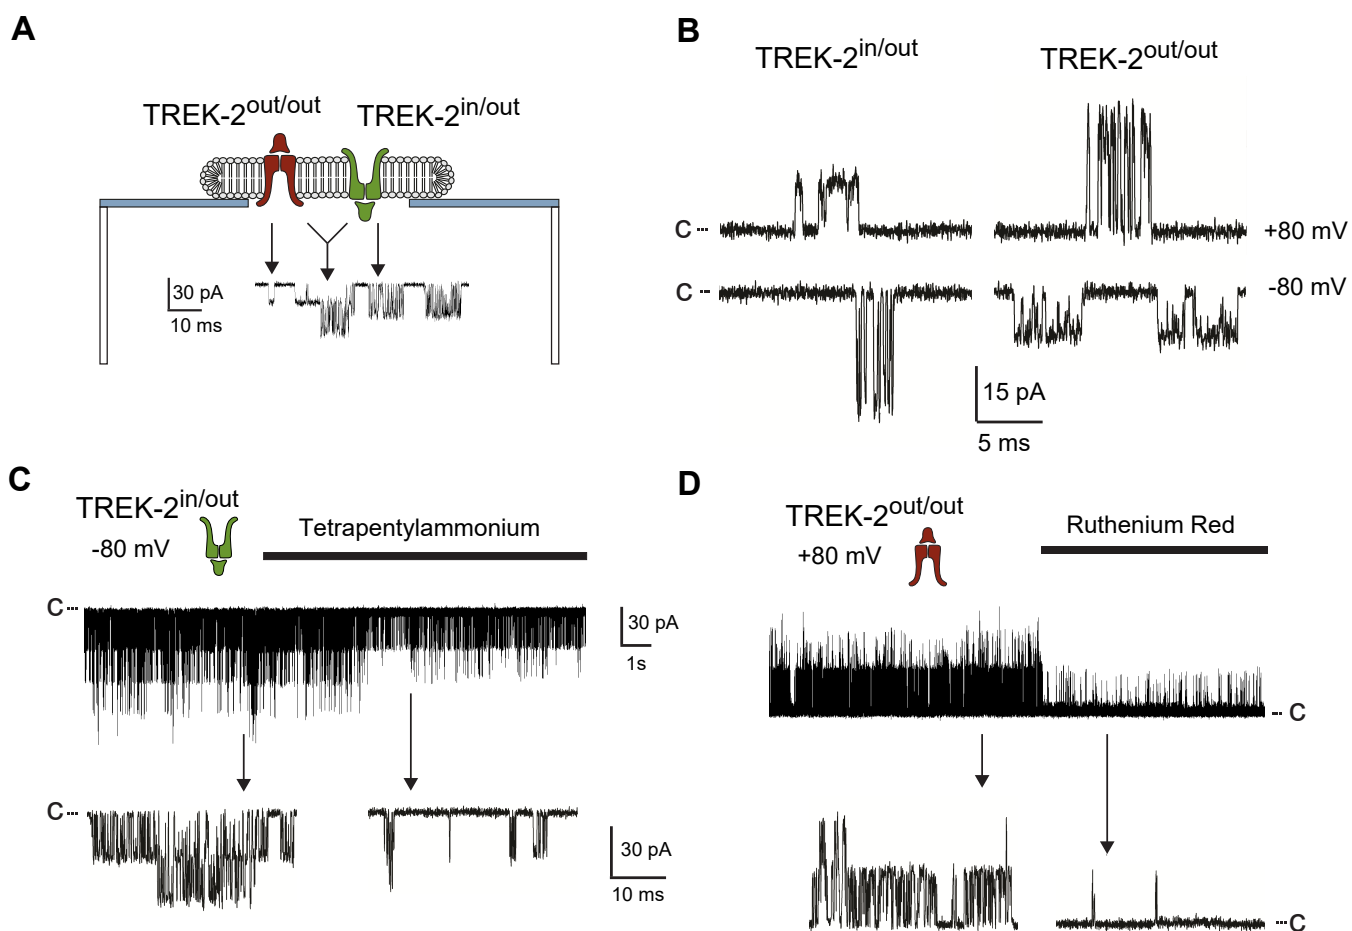 A
TREK-2out/out
TREK-2in/out
30 pA
10 ms
B
TREK-2in/out
TREK-2out/out
C
+80 mV
C
-80 mV
15 pA
5 ms
C
TREK-2in/out
-80 mV
Tetrapentylammonium
C
30 pA
1s
C
30 pA
10 ms
D
TREK-2out/out
+80 mV
Ruthenium Red
C
C